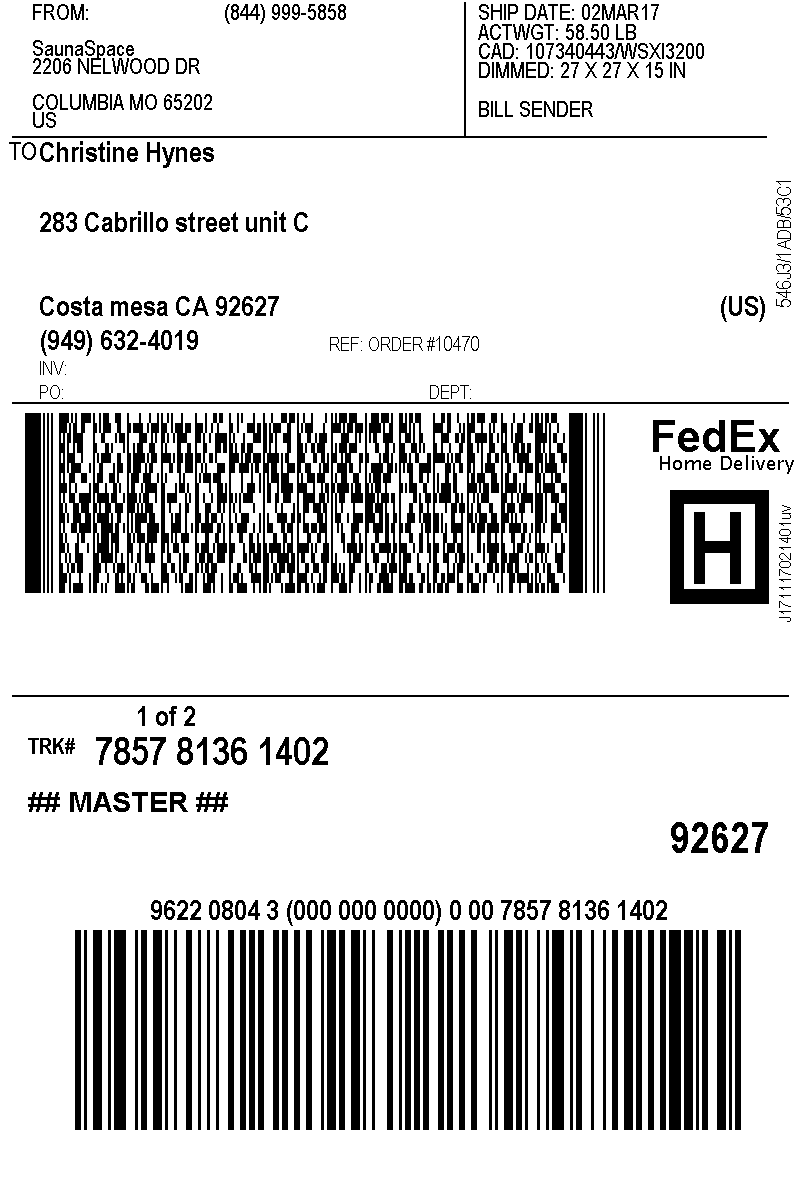 FROM: (844) 999-5858
SaunaSpace
2206 NELWOOD DR
COLUMBIA MO 65202
US
SHIP DATE: 02MAR17
ACTWGT: 58.50 LB
CAD: 107340443/WSXI3200
DIMMED: 27 X 27 X 15 IN
BILL SENDER
TO Christine Hynes
283 Cabrillo street unit C
Costa mesa CA 92627 (US)
(949) 632-4019 REF: ORDER #10470
INV:
PO: DEPT:
546J3/1ADB/53C1
FedEx
Home Delivery
H
J171117021401uv
1 of 2
TRK# 7857 8136 1402
## MASTER ##
92627
9622 0804 3 (000 000 0000) 0 00 7857 8136 1402